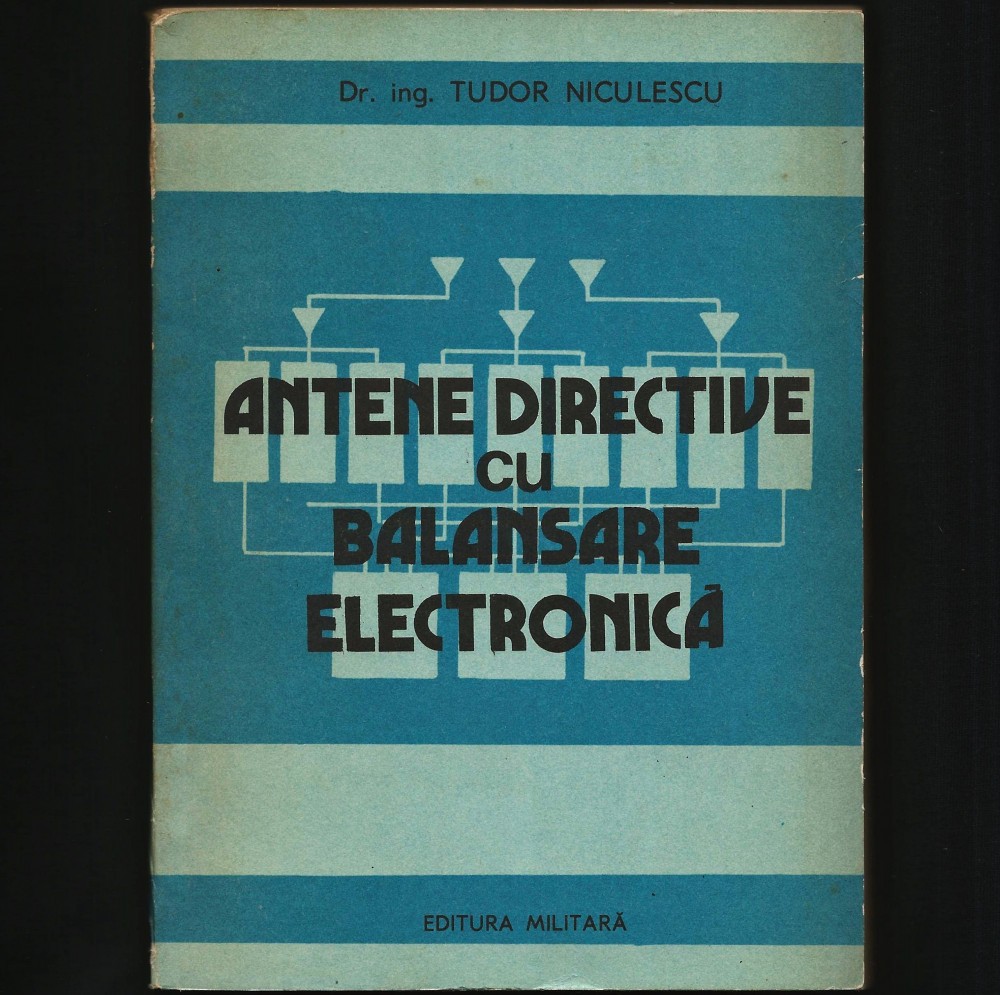 Dr. ing. TUDOR NICULESCU
ANTENE DIRECTIVE
CU
BALANSARE
ELECTRONICĂ
EDITURA MILITARĂ